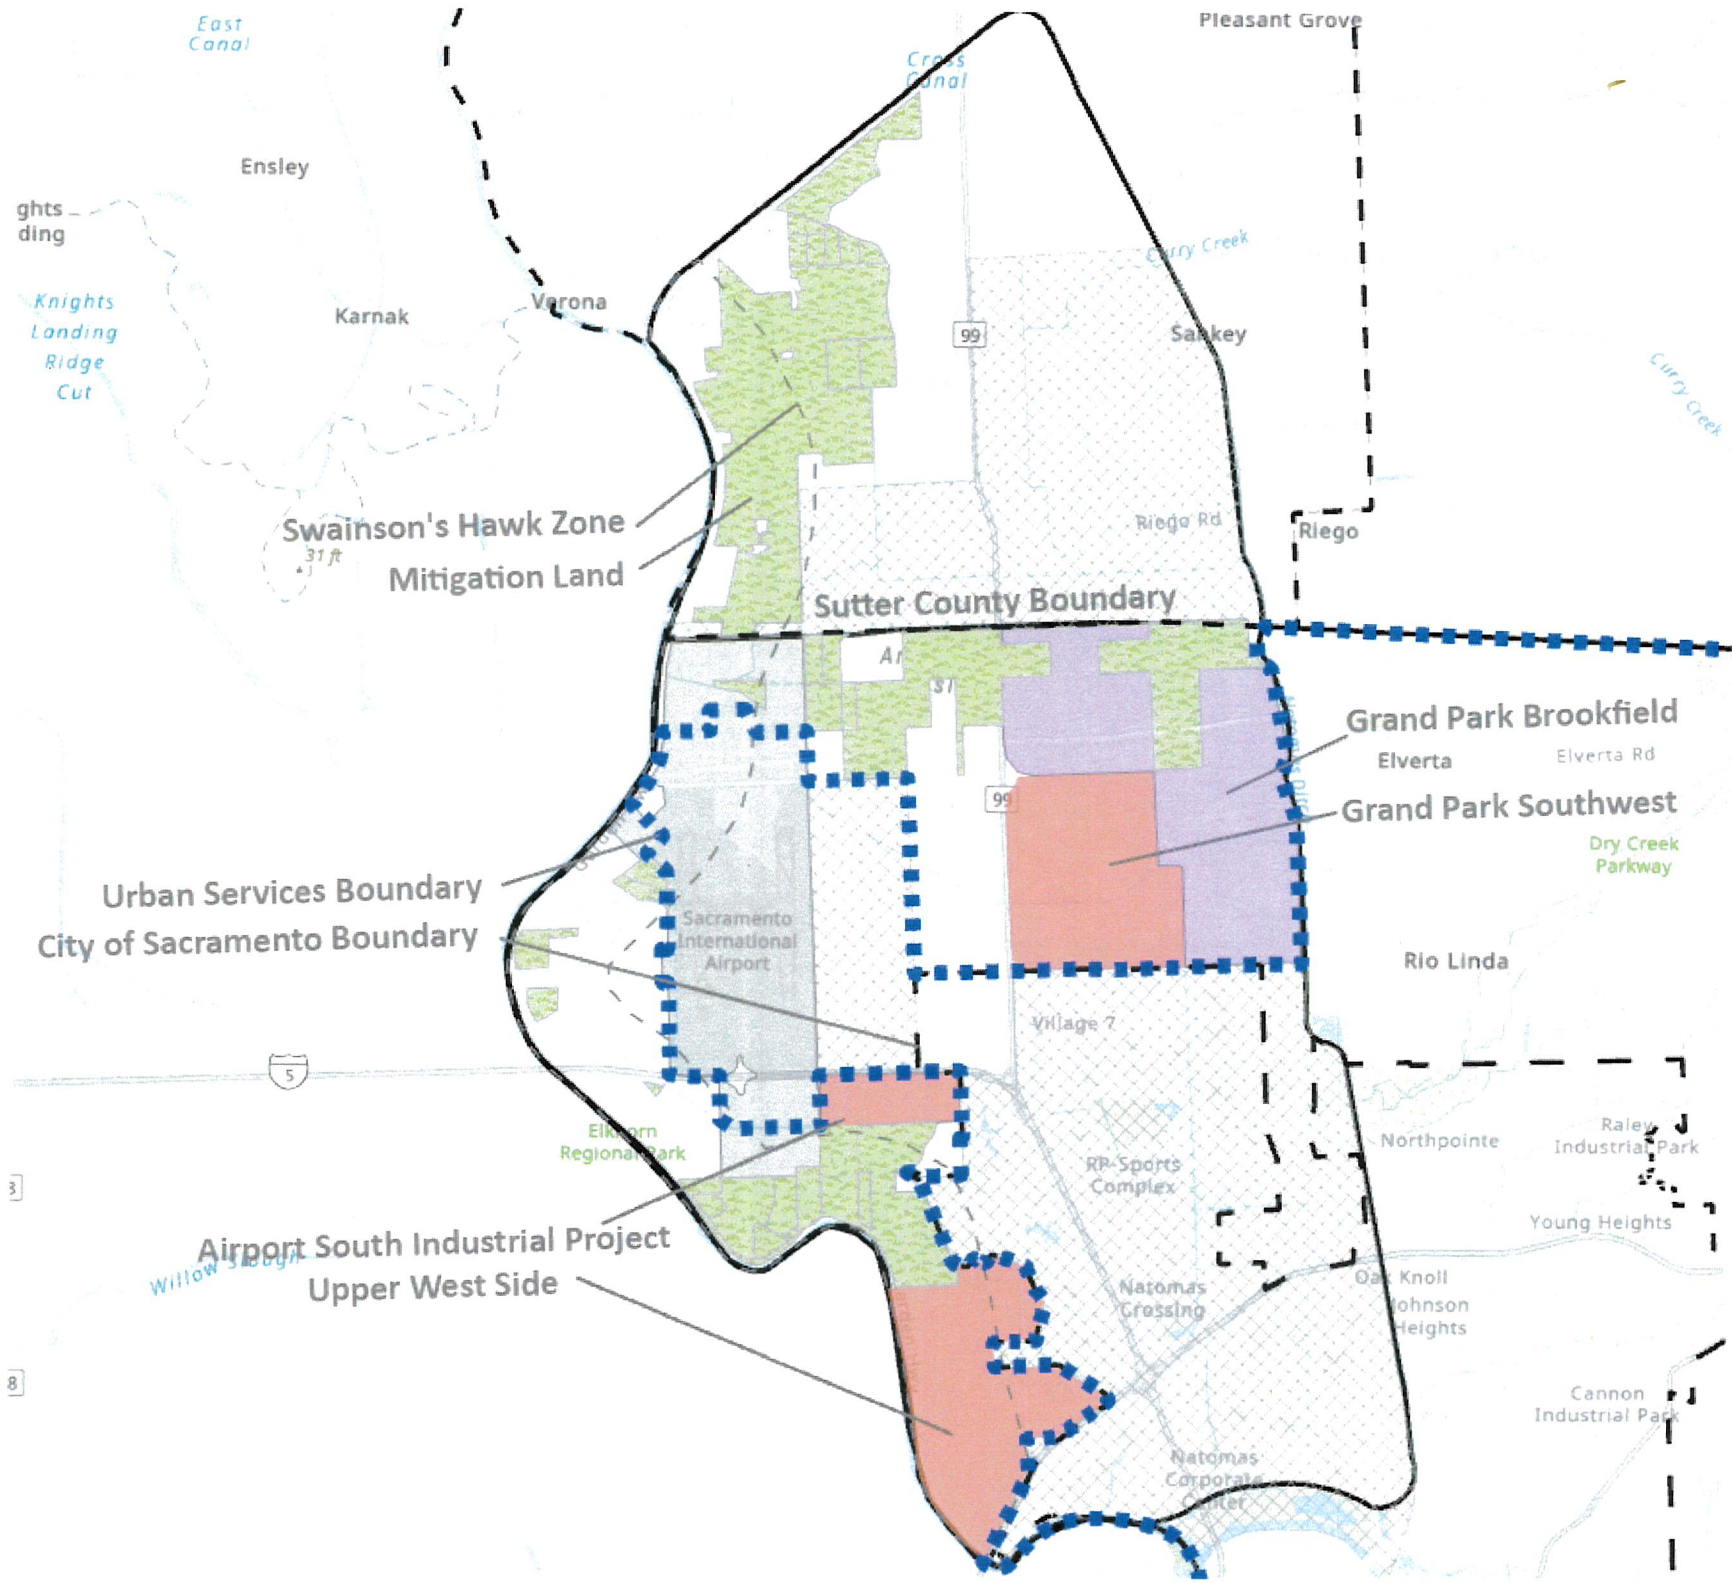 East
Canal
Pleasant Grove
Cross
Canal
Ensley
ghts
ding
Curry Creek
Knights
Landing
Ridge
Cut
Karnak
Verona
99
Sankey
Curry Creek
Swainson's Hawk Zone
31 ft
Mitigation Land
Riego Rd
Riego
Sutter County Boundary
Ar
si
Grand Park Brookfield
Elverta
Elverta Rd
99
Grand Park Southwest
Dry Creek
Parkway
Urban Services Boundary
City of Sacramento Boundary
Sacramento
International
Airport
Rio Linda
Village 7
5
Elkhorn
Regional Park
Northpointe
Raley
Industrial Park
RP-Sports
Complex
8
Young Heights
Airport South Industrial Project
Willow Slough
Upper West Side
Natomas
Crossing
Oak Knoll
Johnson
Heights
8
Cannon
Industrial Park
Natomas
Corporate
Center